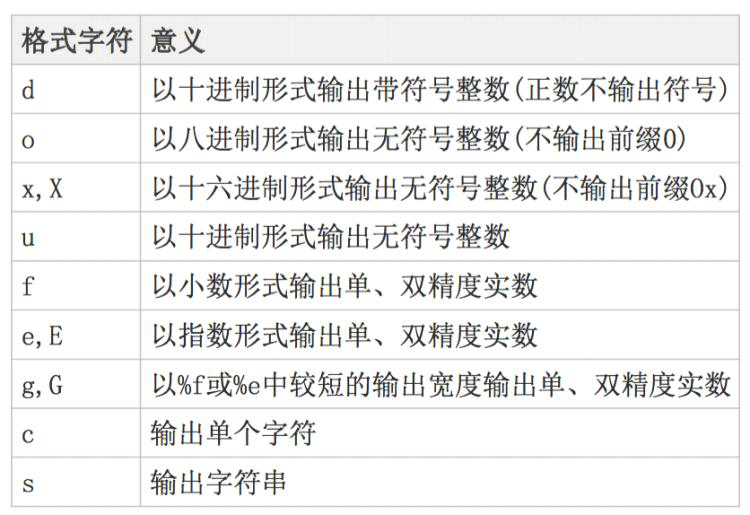 格式字符 意义
d 以十进制形式输出带符号整数(正数不输出符号)
o 以八进制形式输出无符号整数(不输出前缀0)
x,X 以十六进制形式输出无符号整数(不输出前缀0x)
u 以十进制形式输出无符号整数
f 以小数形式输出单、双精度实数
e,E 以指数形式输出单、双精度实数
g,G 以%f或%e中较短的输出宽度输出单、双精度实数
c 输出单个字符
s 输出字符串